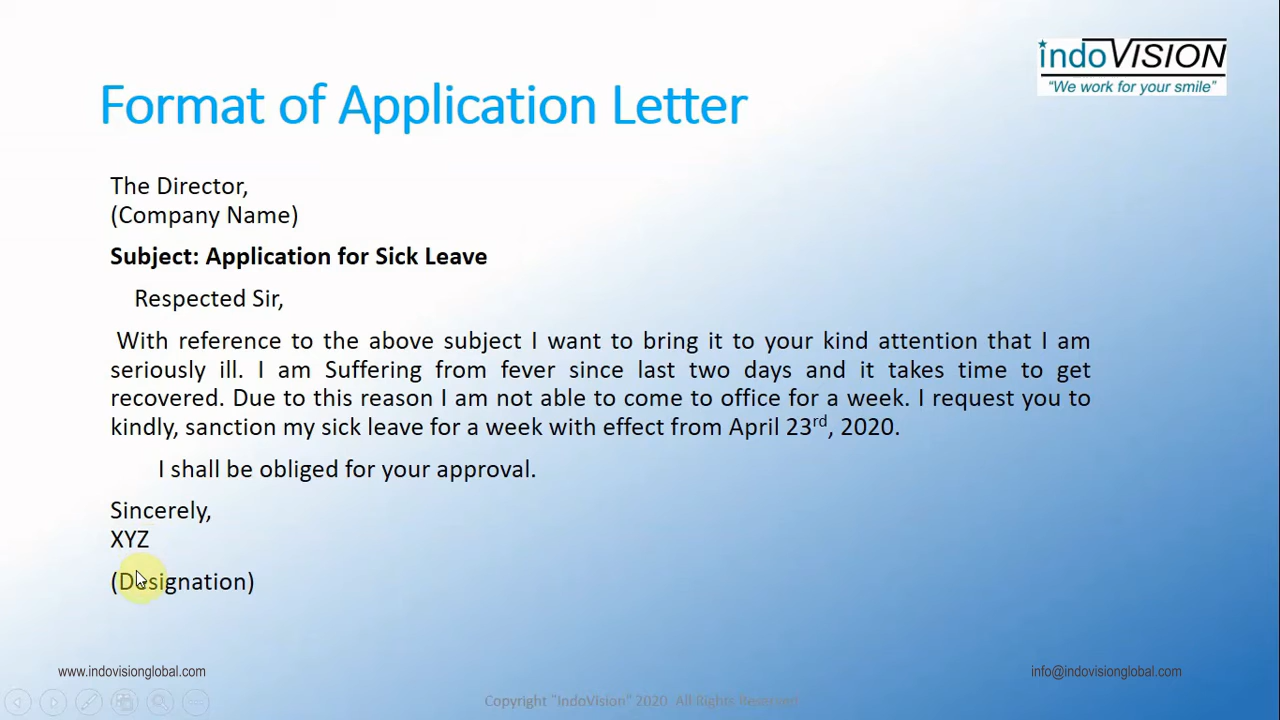 indoVISION
"We work for your smile"
Format of Application Letter
The Director,
(Company Name)
Subject: Application for Sick Leave
Respected Sir,
With reference to the above subject I want to bring it to your kind attention that I am
seriously ill. I am Suffering from fever since last two days and it takes time to get
recovered. Due to this reason I am not able to come to office for a week. I request you to
kindly, sanction my sick leave for a week with effect from April 23rd, 2020.
I shall be obliged for your approval.
Sincerely,
XYZ
(Designation)
www.indovisionglobal.com
info@indovisionglobal.com
Copyright "IndoVision" 2020. All Rights Reserved